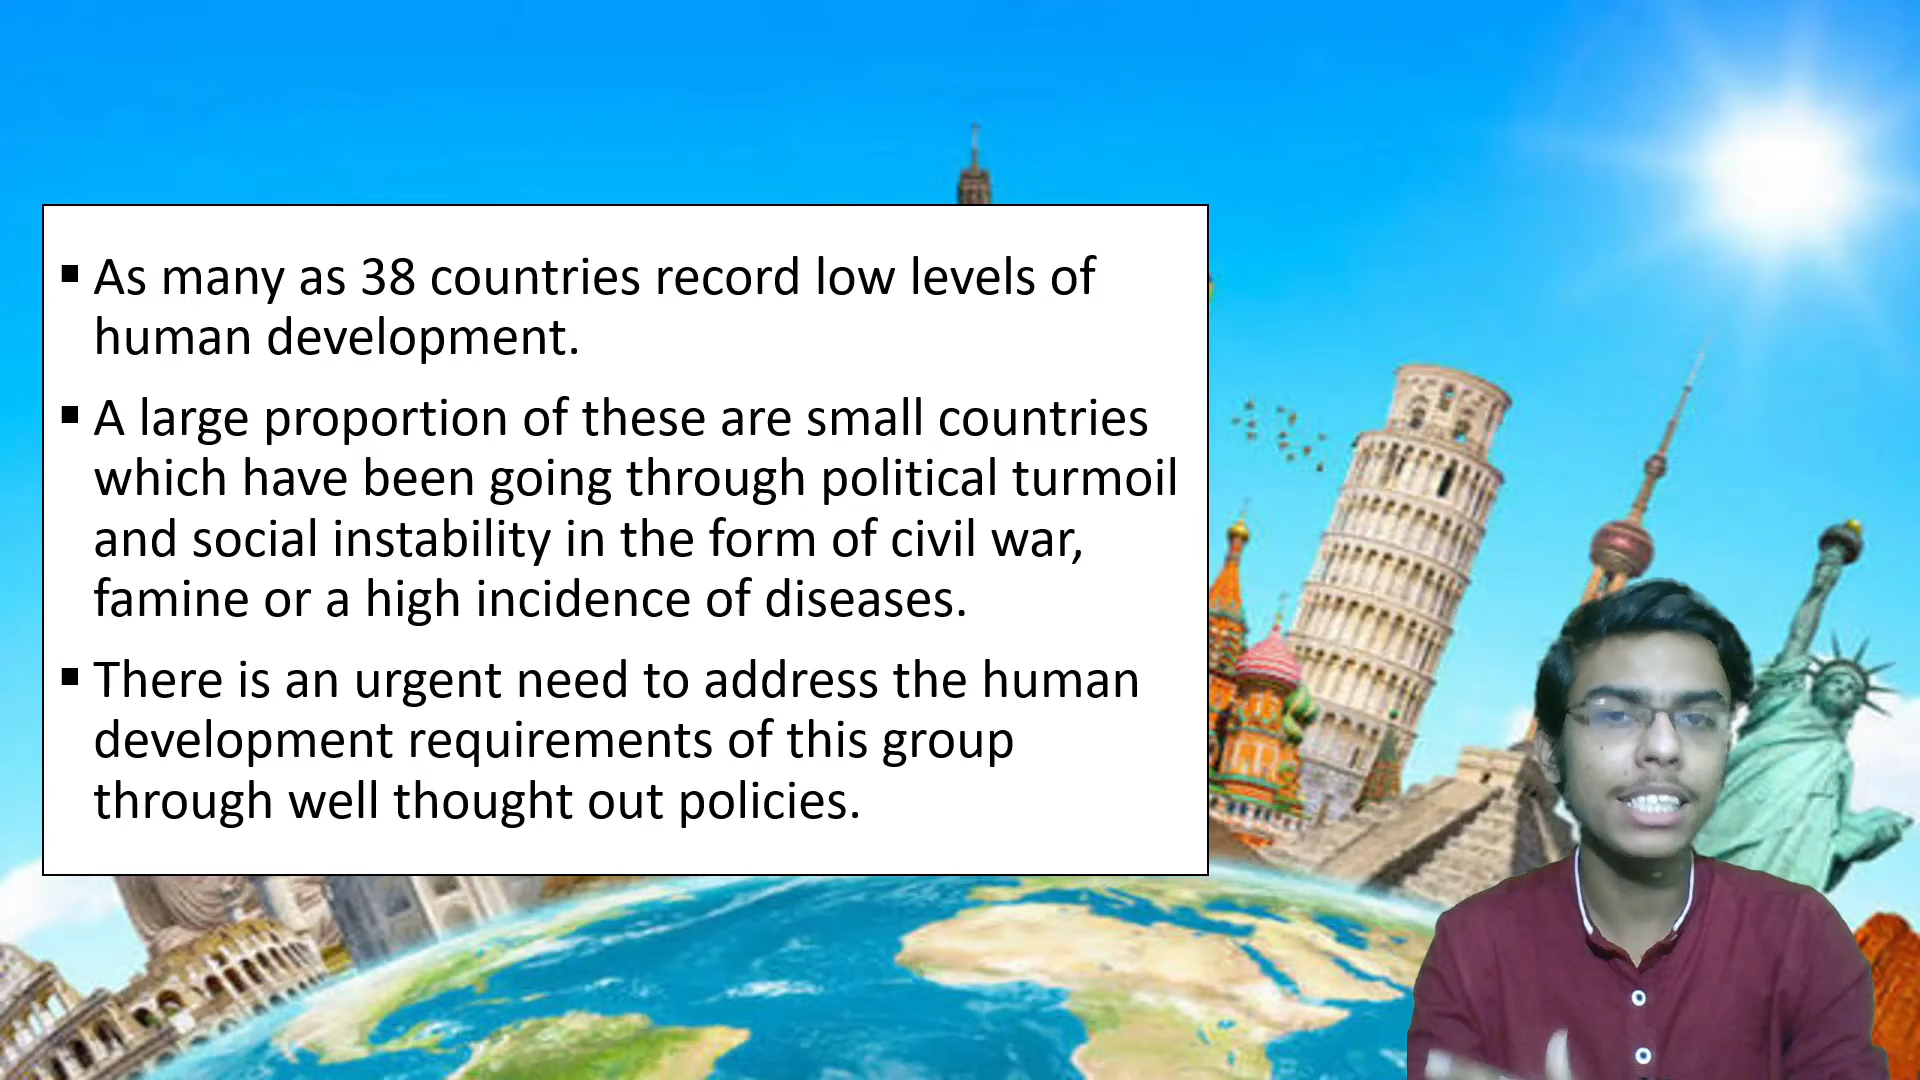 ▪ As many as 38 countries record low levels of
human development.
▪ A large proportion of these are small countries
which have been going through political turmoil
and social instability in the form of civil war,
famine or a high incidence of diseases.
▪ There is an urgent need to address the human
development requirements of this group
through well thought out policies.